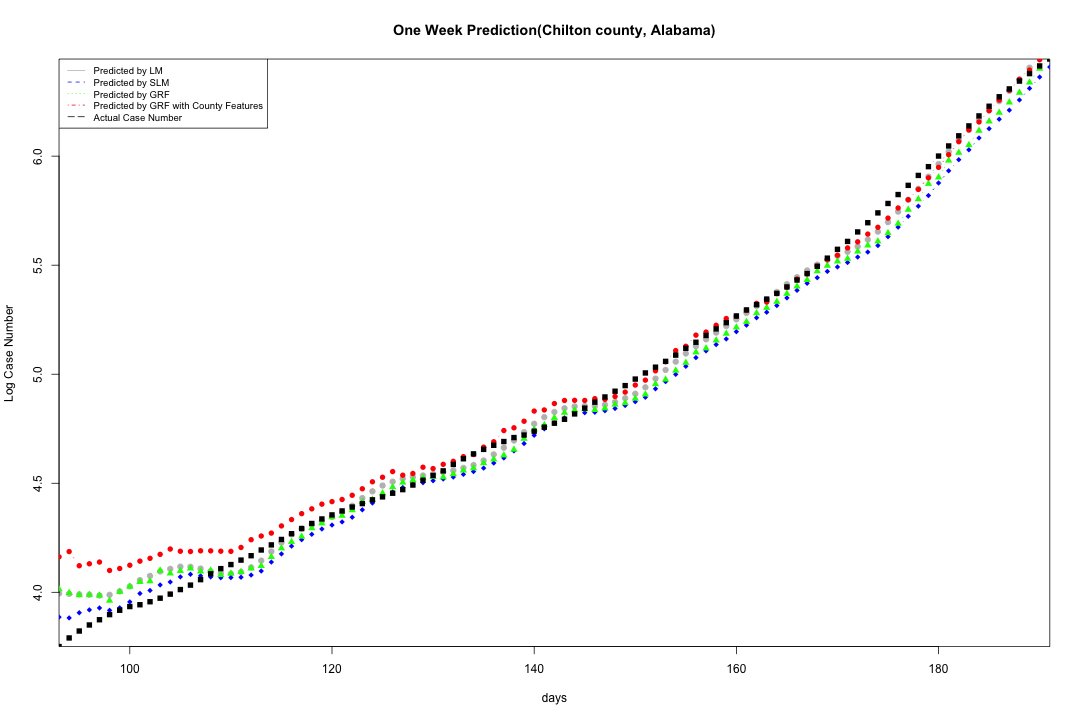 One Week Prediction(Chilton county, Alabama)
Predicted by LM
Predicted by SLM
Predicted by GRF
Predicted by GRF with County Features
Actual Case Number
6.0
5.5
5.0
4.5
4.0
Log Case Number
100 120 140 160 180
days